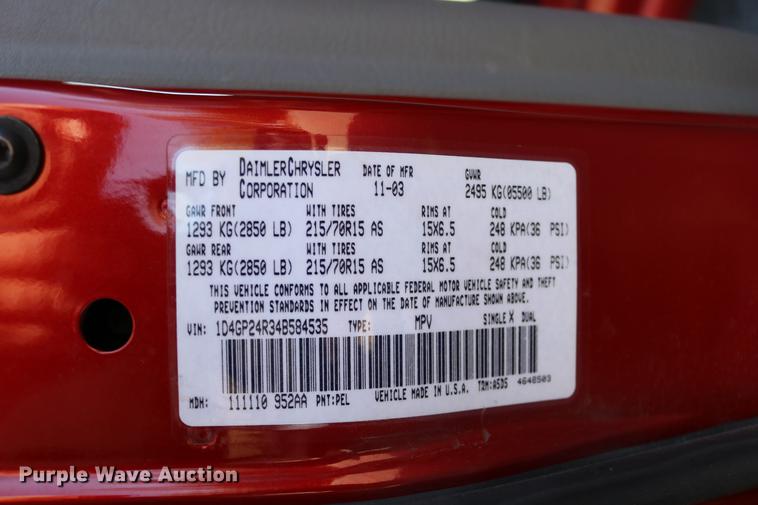 MFD BY DAIMLERCHRYSLER CORPORATION DATE OF MFR 11-03 GVWR 2495 KG(05500 LB)
GAWR FRONT WITH TIRES RIMS AT COLD
1293 KG(2850 LB) 215/70R15 AS 15X6.5 248 KPA(36 PSI)
GAWR REAR WITH TIRES RIMS AT COLD
1293 KG(2850 LB) 215/70R15 AS 15X6.5 248 KPA(36 PSI)
THIS VEHICLE CONFORMS TO ALL APPLICABLE FEDERAL MOTOR VEHICLE SAFETY AND THEFT
PREVENTION STANDARDS IN EFFECT ON THE DATE OF MANUFACTURE SHOWN ABOVE.
VIN: 1D4GP24R34B584535 TYPE: MPV SINGLE X DUAL
MDH: 111110 952AA PNT:PEL VEHICLE MADE IN U.S.A. TRM:ASD5 4648503
Purple Wave Auction